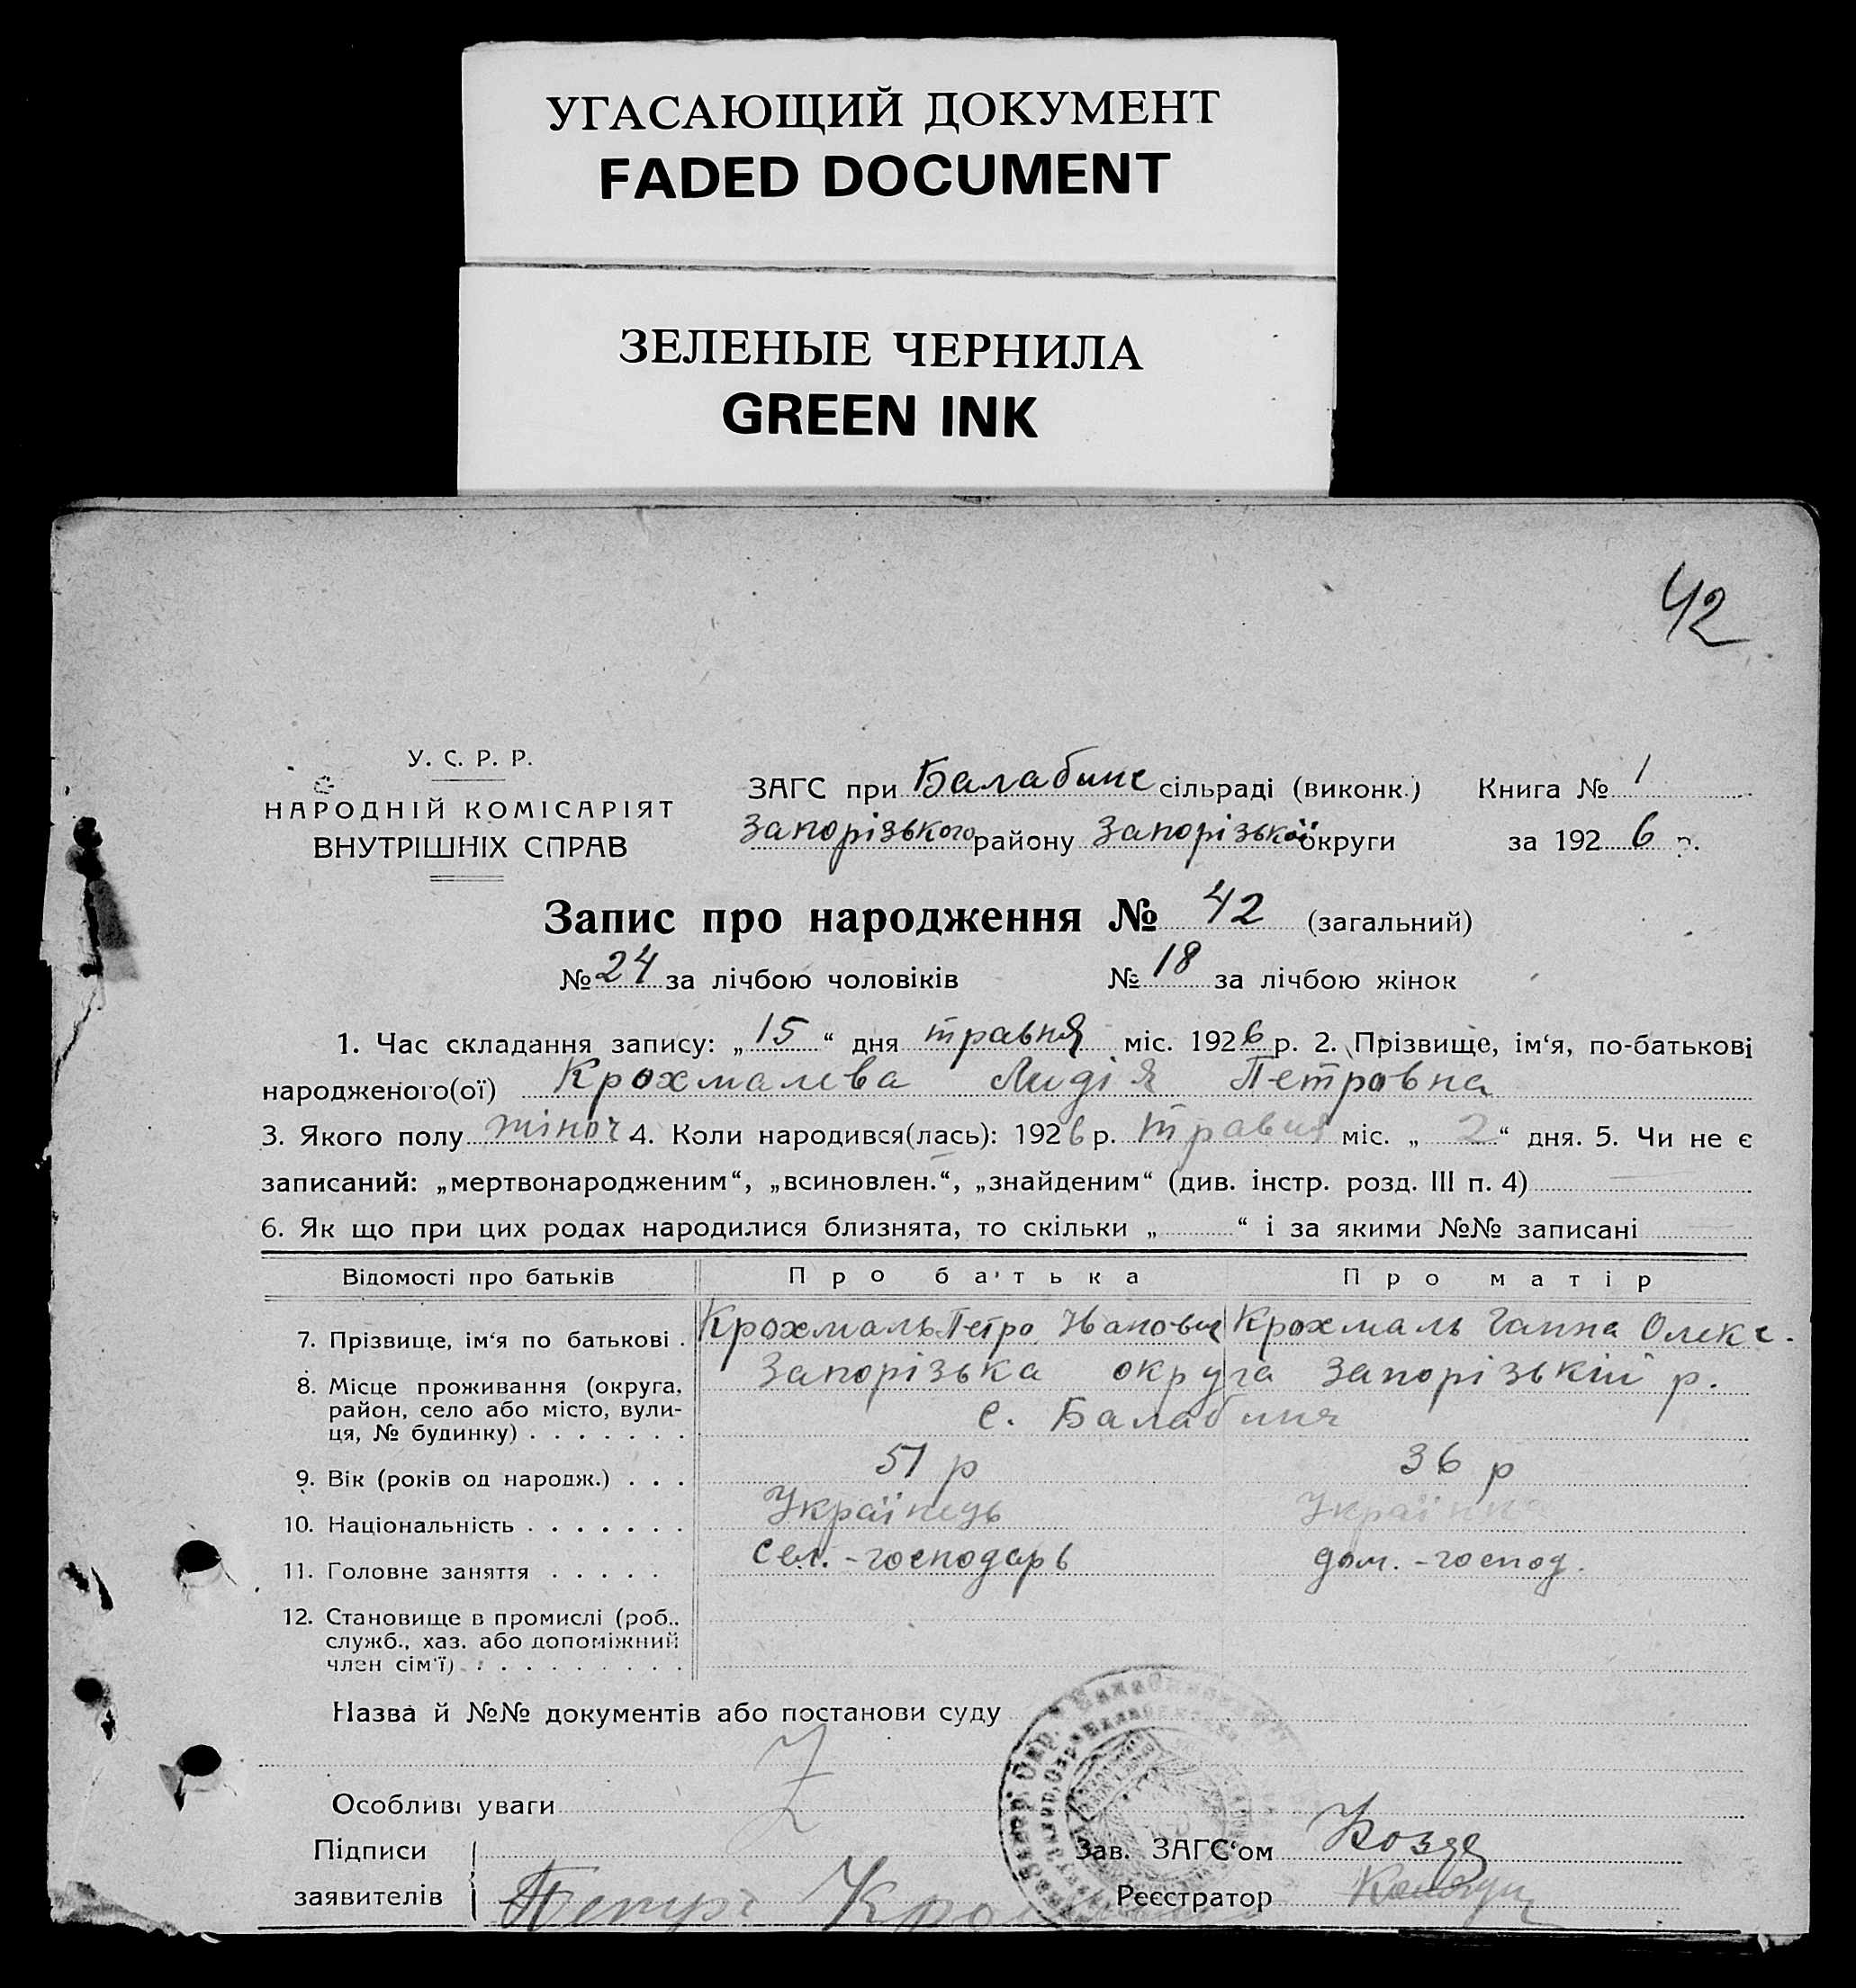 УГАСАЮЩИЙ ДОКУМЕНТ
FADED DOCUMENT
ЗЕЛЕНЫЕ ЧЕРНИЛА
GREEN INK
42
У. С. Р. Р.
НАРОДНІЙ КОМІСАРІЯТ
ВНУТРІШНІХ СПРАВ
ЗАГС при Балабине сільраді (виконк.) Книга № 1
Запорізького району Запорізької округи за 1926 р.
Запис про народження № 42 (загальний)
№ 24 за лічбою чоловіків № 18 за лічбою жінок
1. Час складання запису: „15“ дня травня міс. 1926 р. 2. Прізвище, ім‘я, по-батькові
народженого(ої) Крохмалева Лидія Петровна
3. Якого полу жіноч 4. Коли народився(лась): 1926 р. травня міс. „2“ дня. 5. Чи не є
записаний: „мертвонародженим“, „всиновлен.“, „знайденим“ (див. інстр. розд. III п. 4)
6. Як що при цих родах народилися близнята, то скільки „ “ і за якими №№ записані
Відомості про батьків Про батька Про матір
7. Прізвище, ім‘я по батькові . Крохмаль Петро Іванович Крохмаль Ганна Олекс.
8. Місце проживання (округа, Запорізька округа Запорізький р.
район, село або місто, вули-
ця, № будинку) . . . . . . . с. Балабине
9. Вік (років од народж.) . . . 51 р 36 р
10. Національність . . . . . . . Українець Українка
11. Головне заняття . . . . . Сел.-господарь дом.-господ.
12. Становище в промислі (роб.,
служб., хаз. або допоміжний
член сім‘ї) . . . . . . . . .
Назва й №№ документів або постанови суду
Z
Особливі уваги
Підписи Зав. ЗАГС‘ом
заявителів Петро Реєстратор